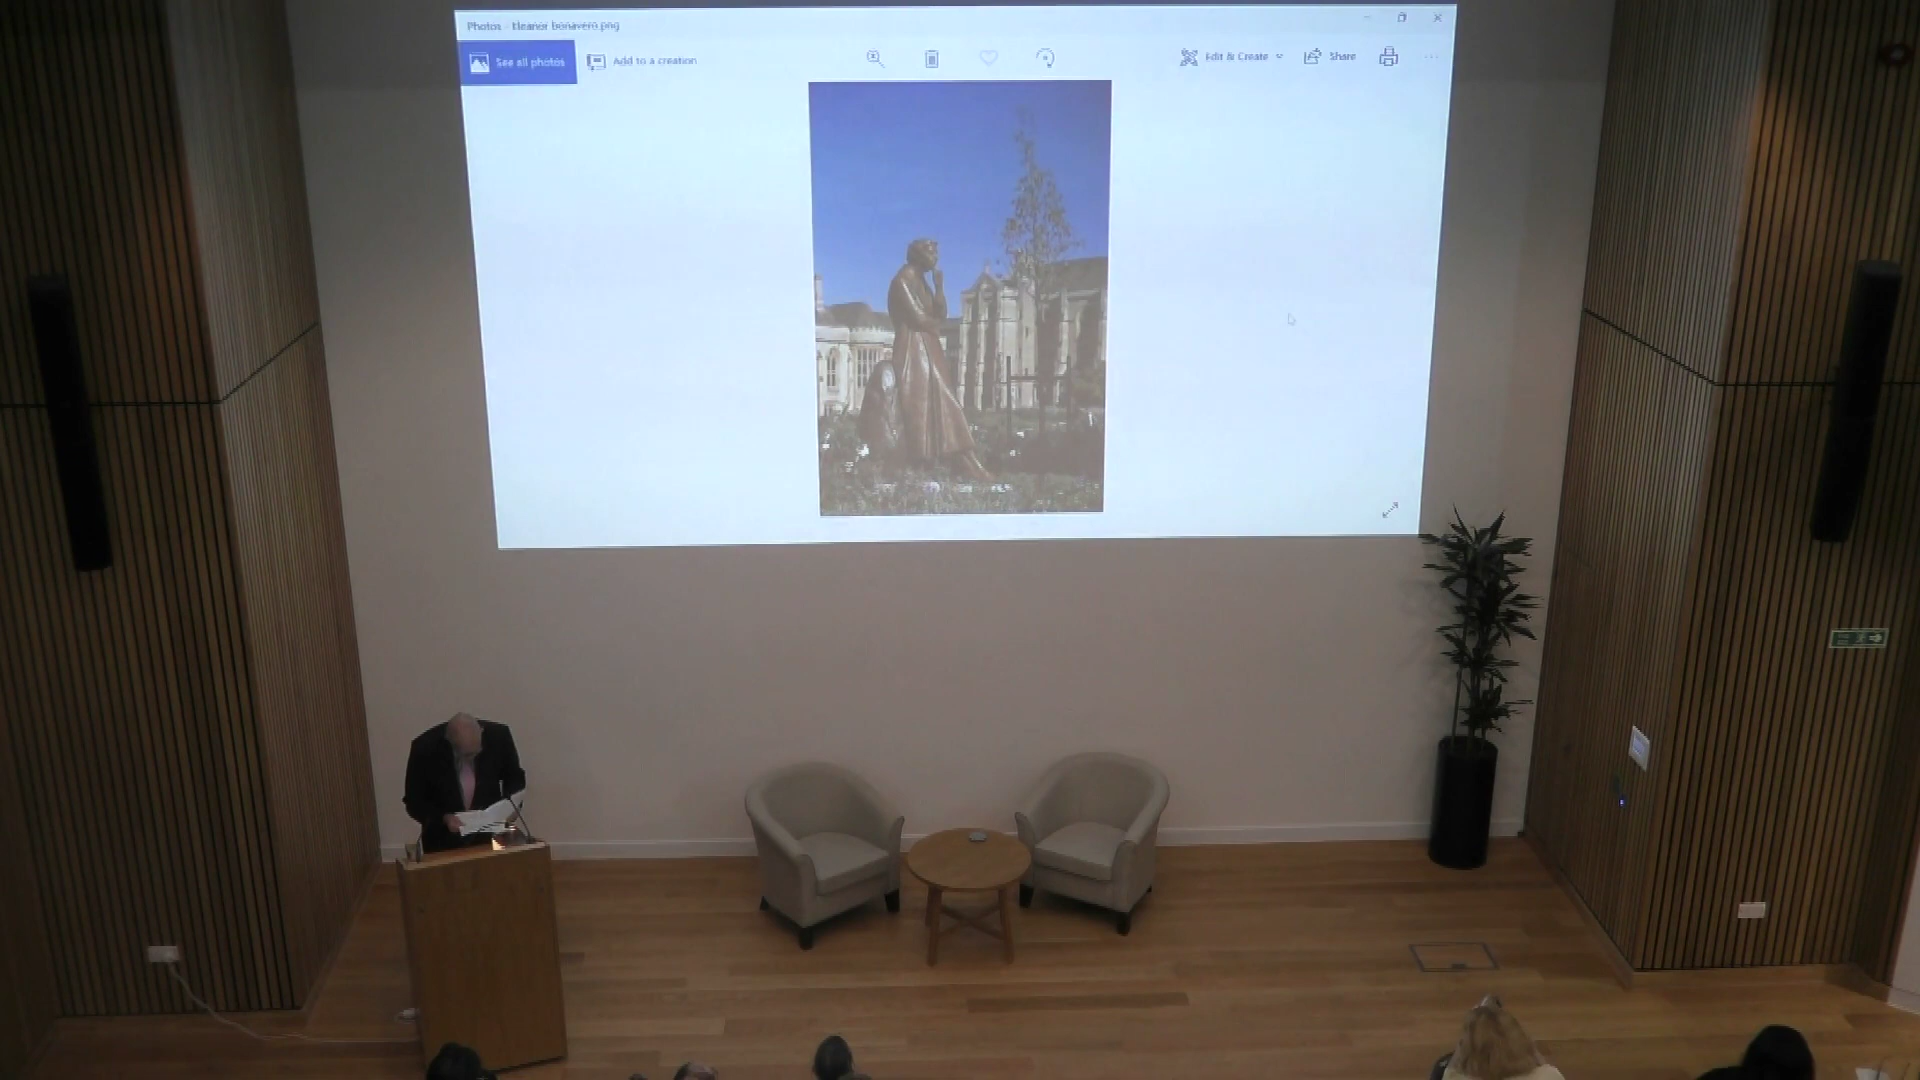 Photos - Eleanor bonavero.png
See all photos
Add to a creation
Edit & Create
Share